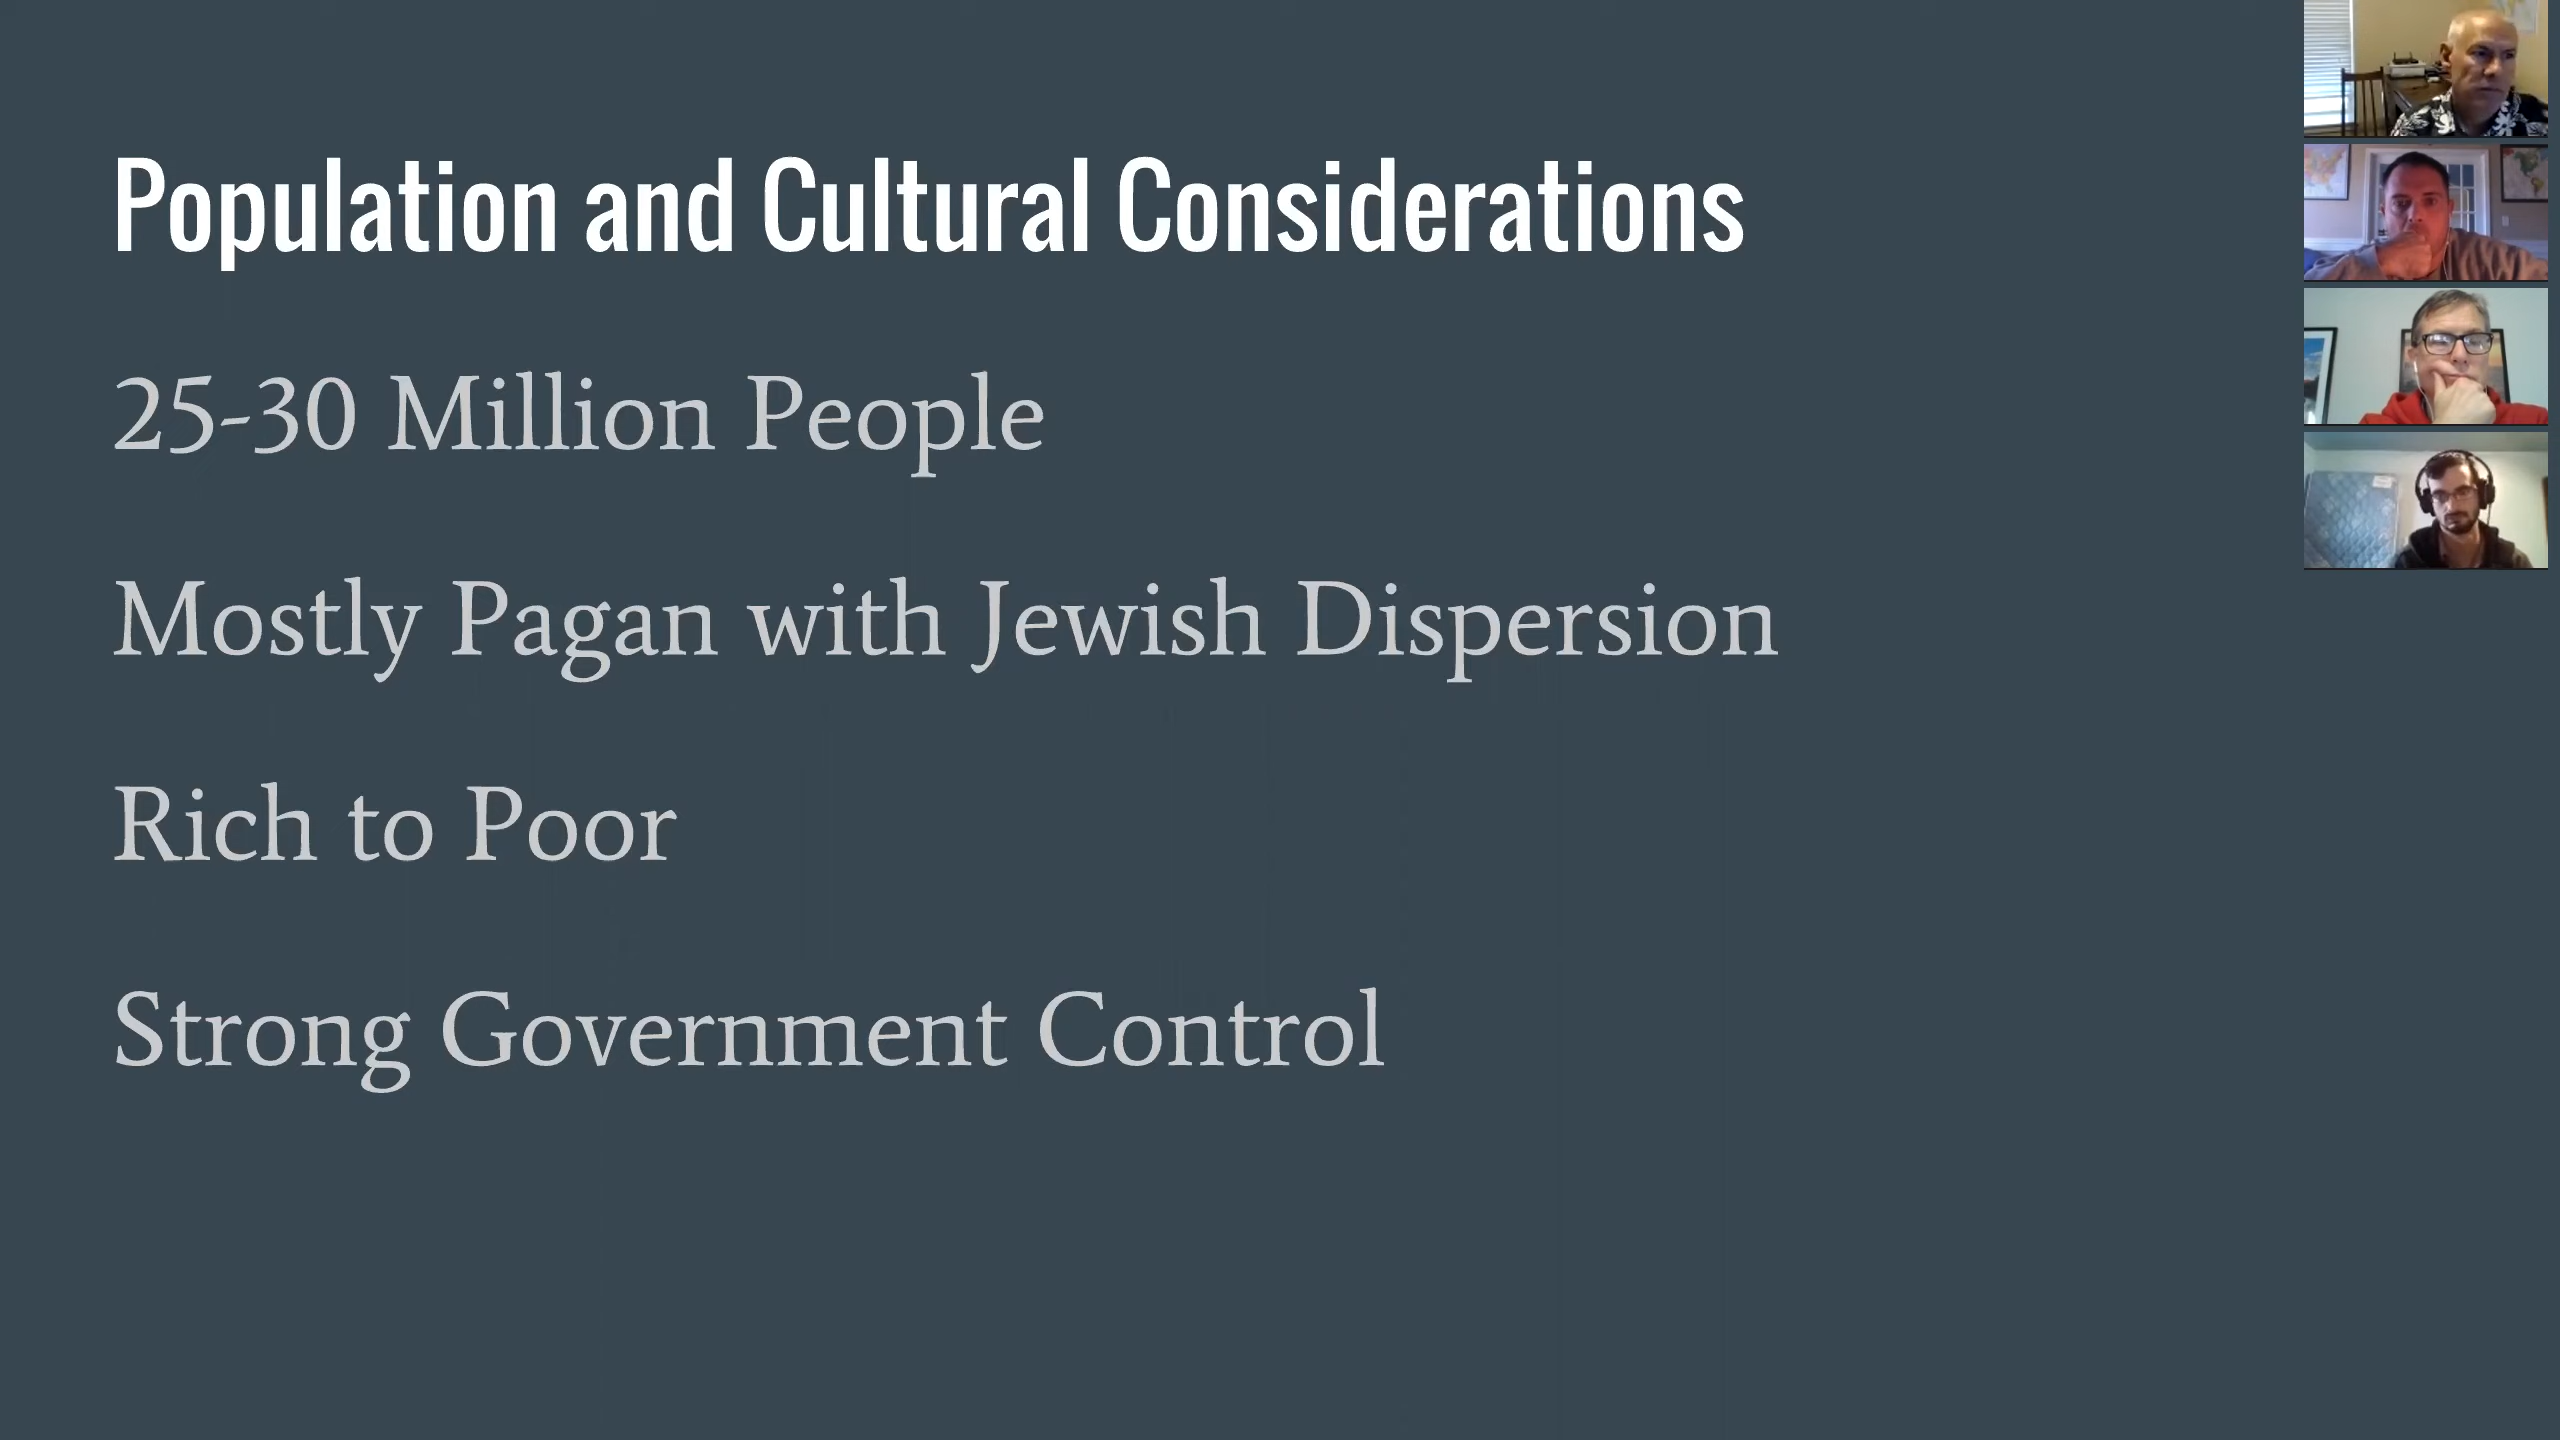 Population and Cultural Considerations
25-30 Million People
Mostly Pagan with Jewish Dispersion
Rich to Poor
Strong Government Control